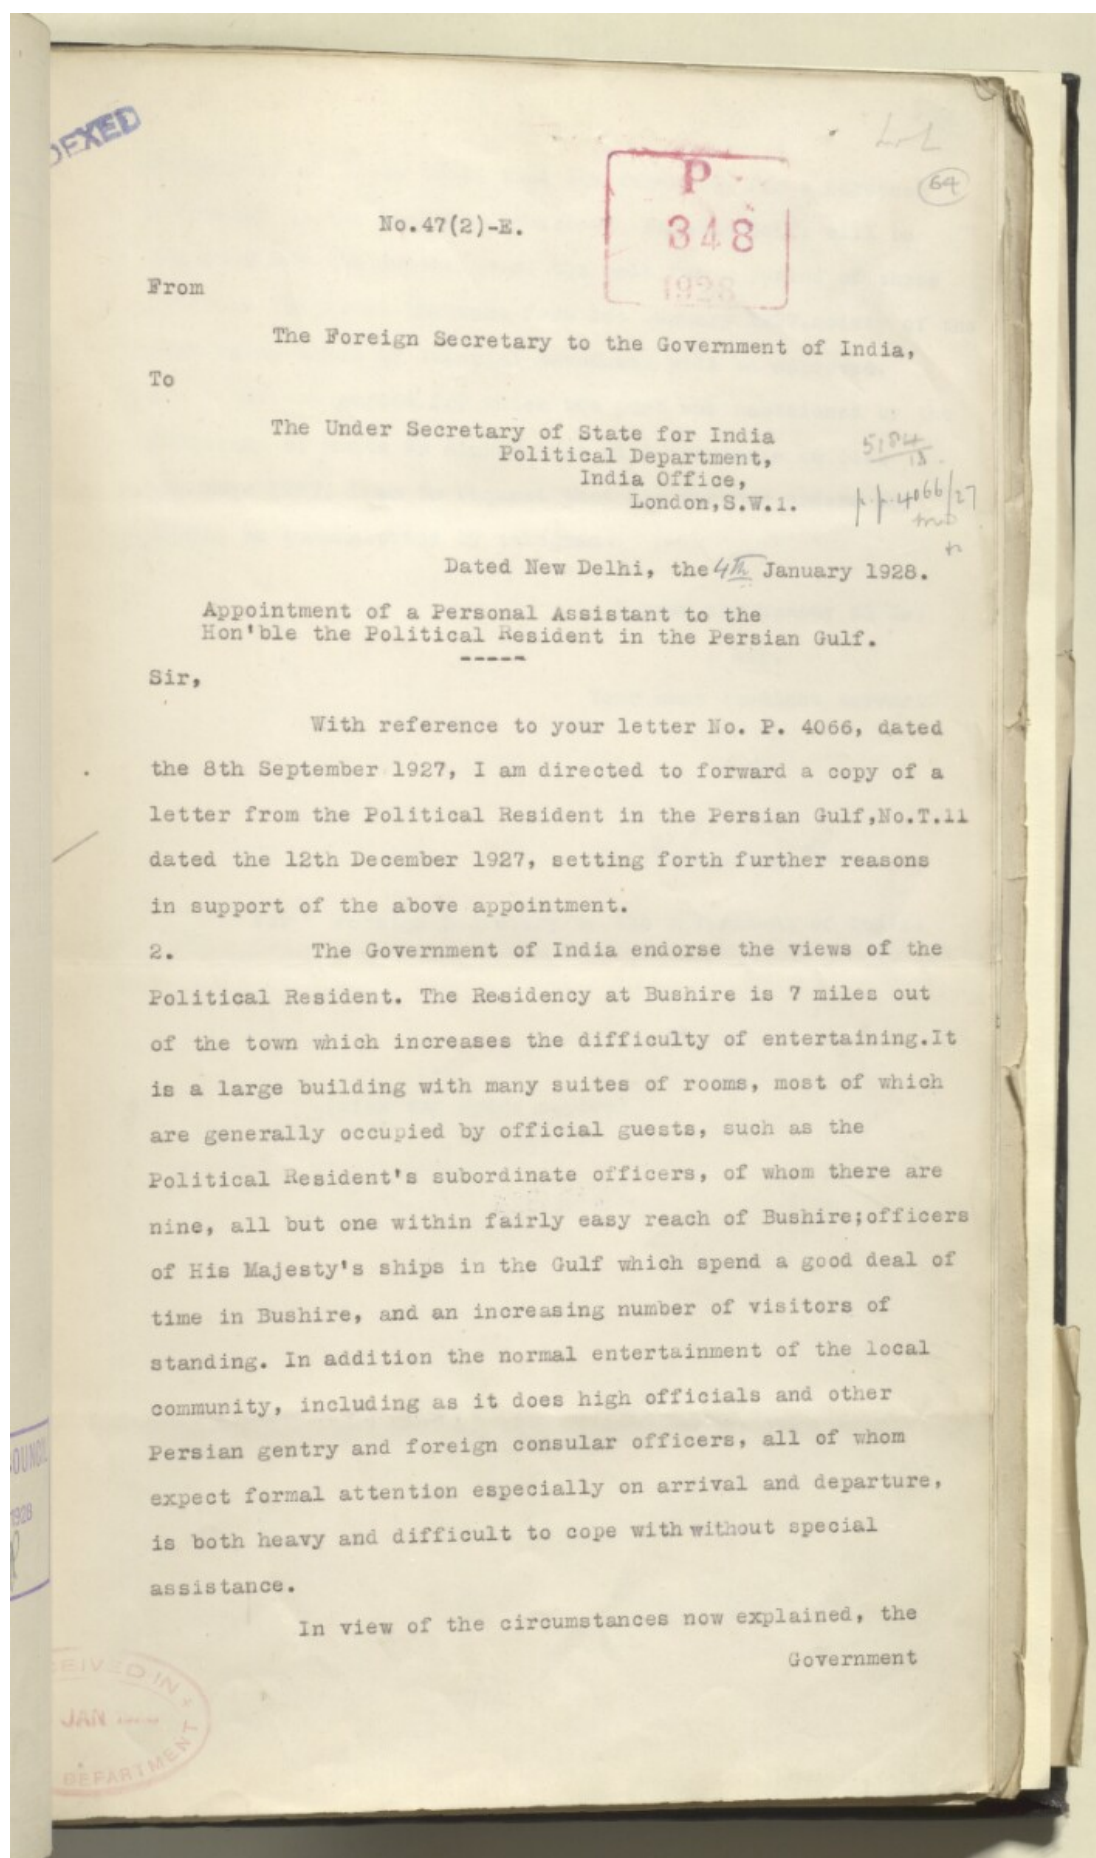 DEXED
P
348
1928
64
No.47(2)-E.
From
The Foreign Secretary to the Government of India,
To
The Under Secretary of State for India
Political Department,
India Office,
London,S.W.1.
5184
15
p.p.4066/27
Dated New Delhi, the 4th January 1928.
Appointment of a Personal Assistant to the
Hon'ble the Political Resident in the Persian Gulf.
-----
Sir,
With reference to your letter No. P. 4066, dated
the 8th September 1927, I am directed to forward a copy of a
letter from the Political Resident in the Persian Gulf,No.T.11
dated the 12th December 1927, setting forth further reasons
in support of the above appointment.
2. The Government of India endorse the views of the
Political Resident. The Residency at Bushire is 7 miles out
of the town which increases the difficulty of entertaining.It
is a large building with many suites of rooms, most of which
are generally occupied by official guests, such as the
Political Resident's subordinate officers, of whom there are
nine, all but one within fairly easy reach of Bushire;officers
of His Majesty's ships in the Gulf which spend a good deal of
time in Bushire, and an increasing number of visitors of
standing. In addition the normal entertainment of the local
community, including as it does high officials and other
Persian gentry and foreign consular officers, all of whom
expect formal attention especially on arrival and departure,
is both heavy and difficult to cope with without special
assistance.
In view of the circumstances now explained, the
Government
OUNCIL
1928
CEIVED IN
JAN
DEPARTMENT